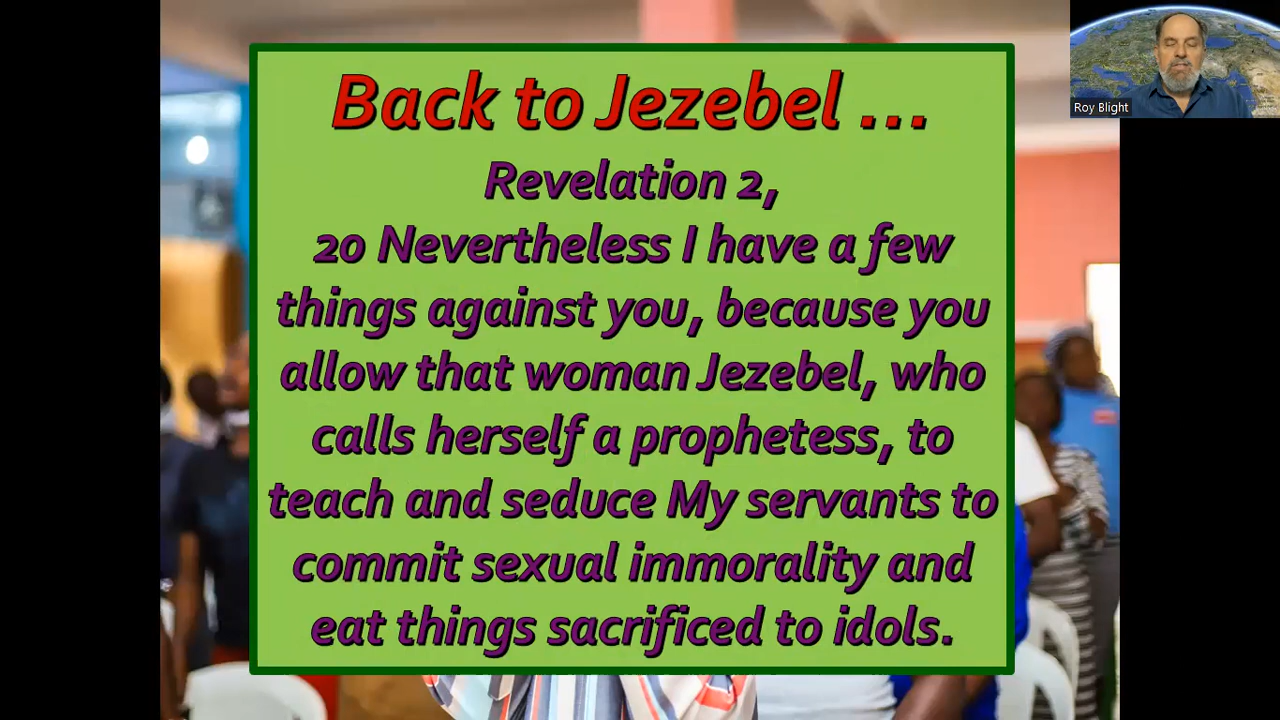 Back to Jezebel ...
Revelation 2,
20 Nevertheless I have a few
things against you, because you
allow that woman Jezebel, who
calls herself a prophetess, to
teach and seduce My servants to
commit sexual immorality and
eat things sacrificed to idols.
Roy Blight